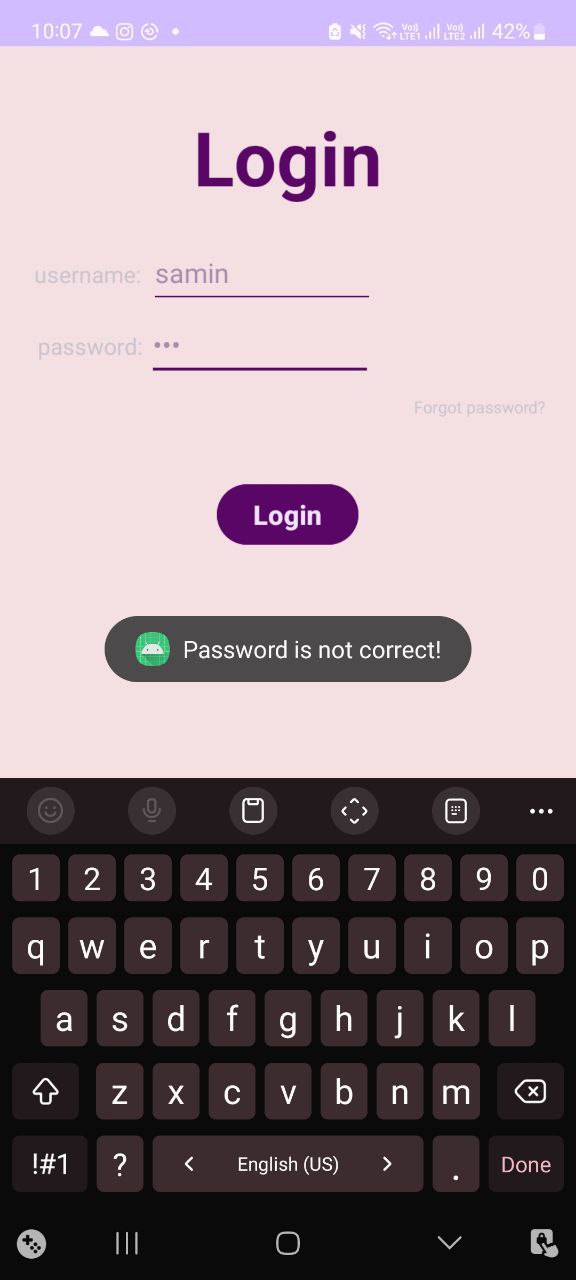 10:07 Vo)) LTE1 Vo)) LTE2 42%
Login
username: samin
password: •••
Forgot password?
Login
Password is not correct!
1 2 3 4 5 6 7 8 9 0
q w e r t y u i o p
a s d f g h j k l
z x c v b n m
!#1 ? < English (US) > . Done